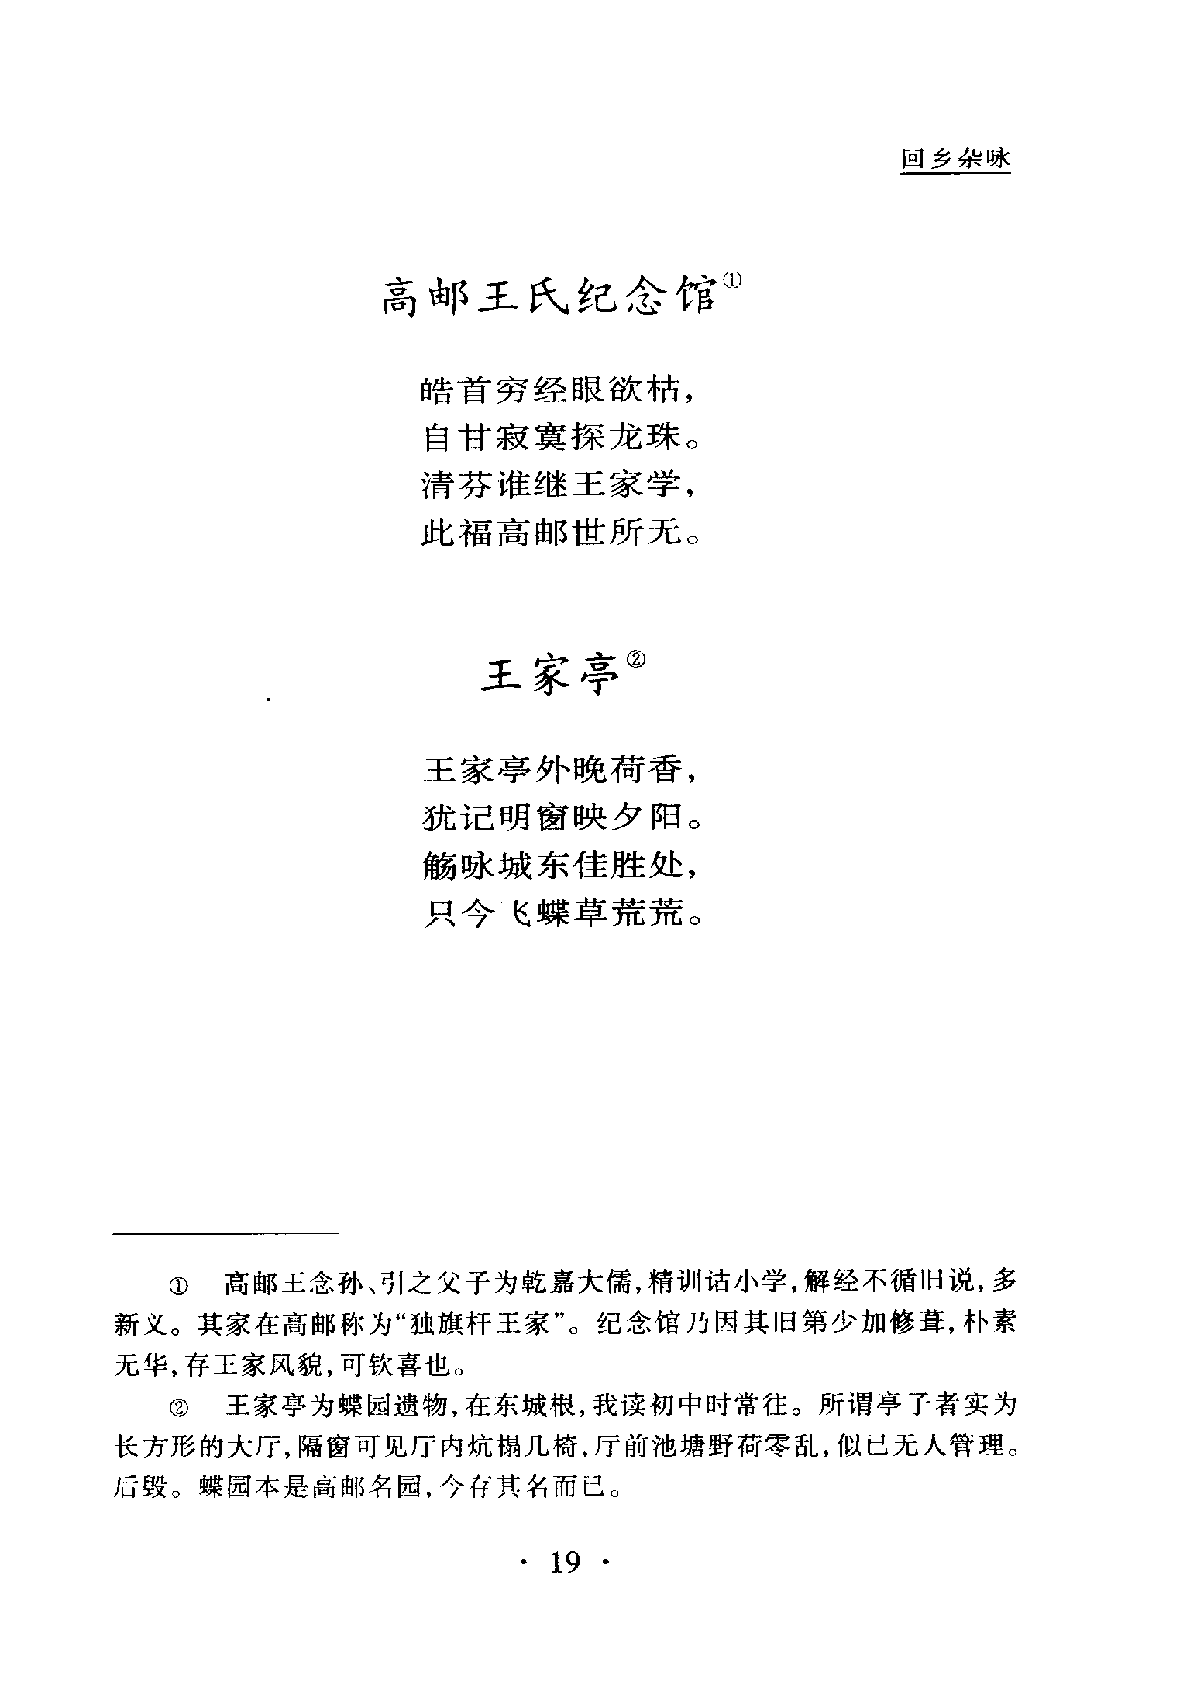 回乡杂咏
高邮王氏纪念馆①
皓首穷经眼欲枯，
自甘寂寞探龙珠。
清芬谁继王家学，
此福高邮世所无。
王家亭②
王家亭外晚荷香，
犹记明窗映夕阳。
觞咏城东佳胜处，
只今飞蝶草荒荒。
① 高邮王念孙、引之父子为乾嘉大儒，精训诂小学，解经不循旧说，多
新义。其家在高邮称为“独旗杆王家”。纪念馆乃因其旧第少加修葺，朴素
无华，存王家风貌，可钦喜也。
② 王家亭为蝶园遗物，在东城根，我读初中时常往。所谓亭子者实为
长方形的大厅，隔窗可见厅内炕榻几椅，厅前池塘野荷零乱，似已无人管理。
后毁。蝶园本是高邮名园，今存其名而已。
· 19 ·